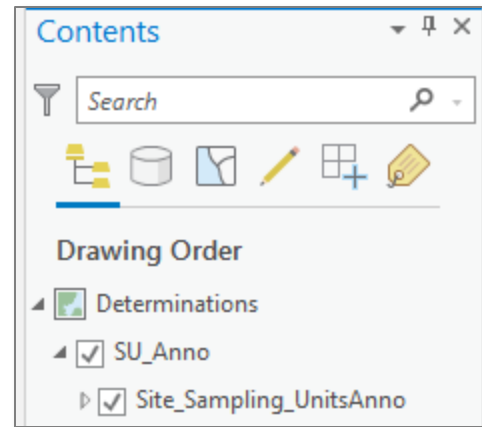 Contents
Search
Drawing Order
Determinations
SU_Anno
Site_Sampling_UnitsAnno